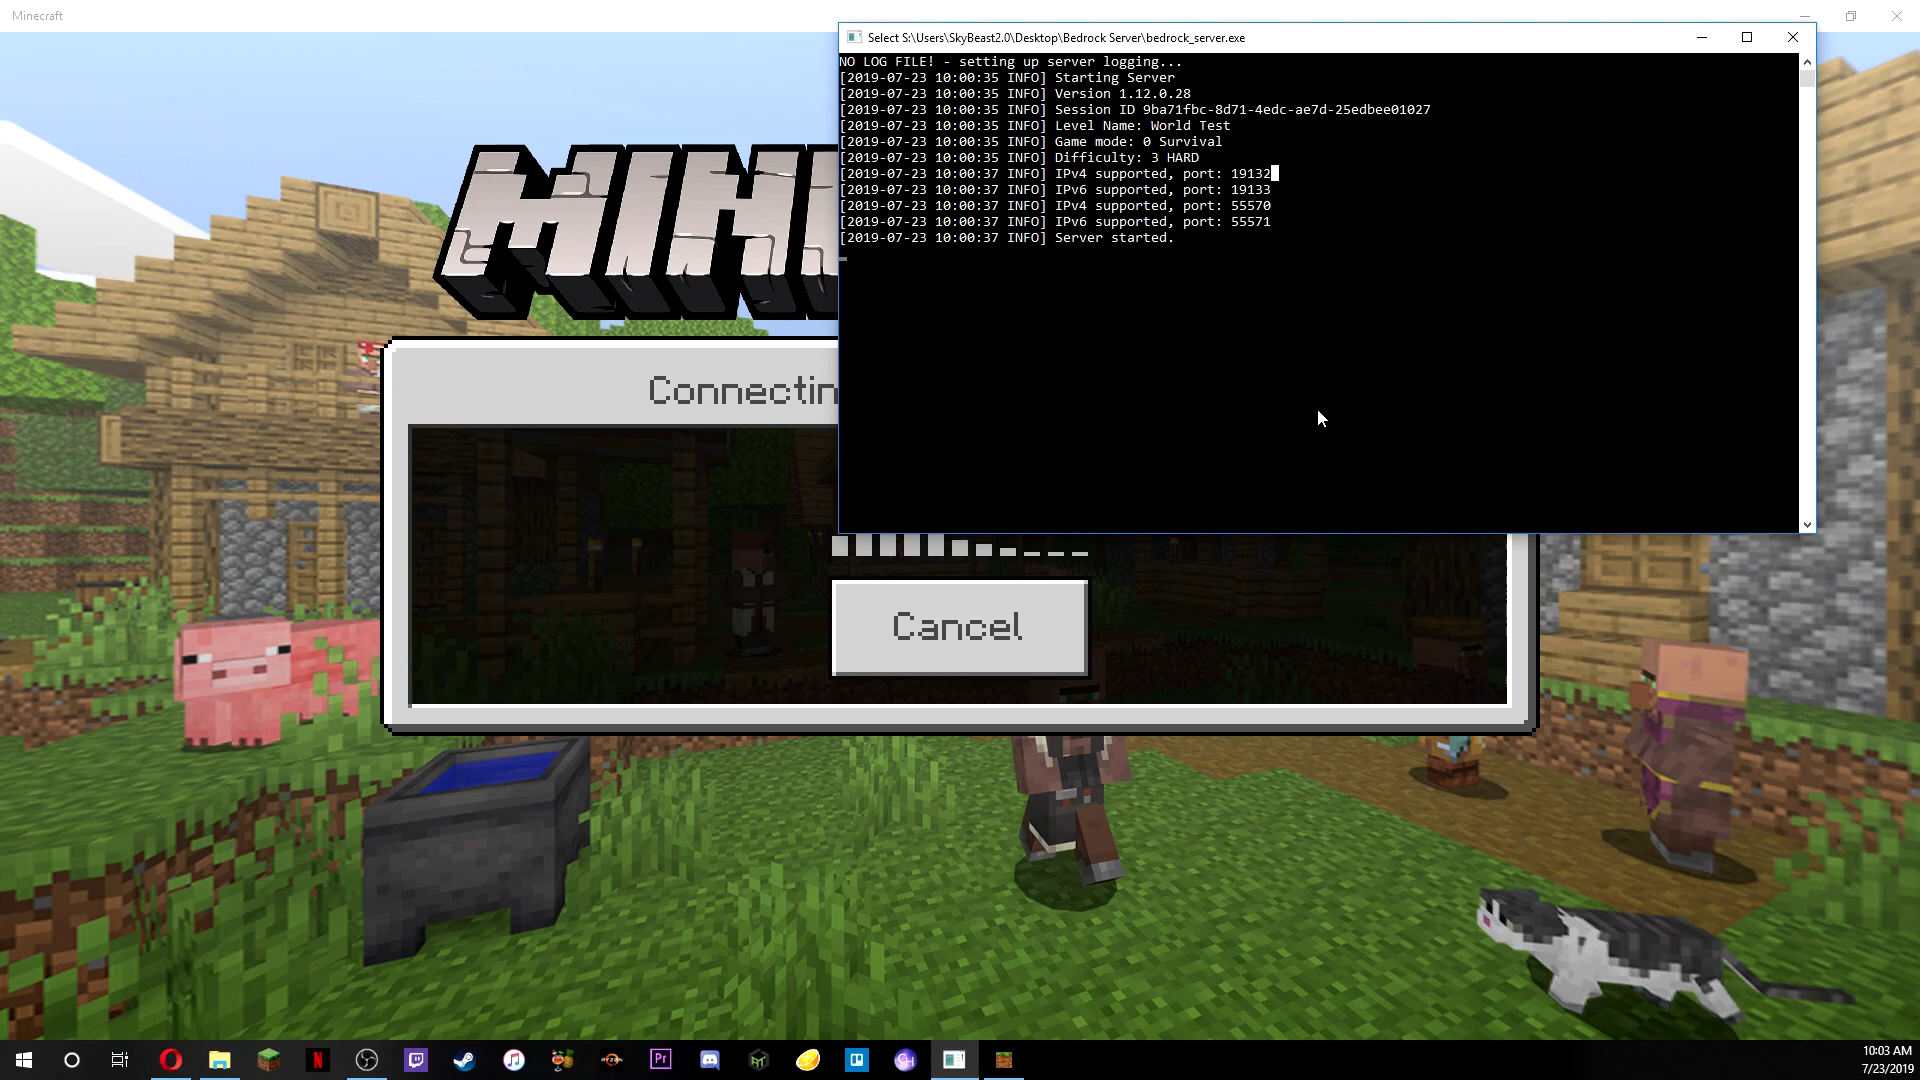 Minecraft
Select S:\Users\SkyBeast2.0\Desktop\Bedrock Server\bedrock_server.exe
NO LOG FILE! - setting up server logging...
[2019-07-23 10:00:35 INFO] Starting Server
[2019-07-23 10:00:35 INFO] Version 1.12.0.28
[2019-07-23 10:00:35 INFO] Session ID 9ba71fbc-8d71-4edc-ae7d-25edbee01027
[2019-07-23 10:00:35 INFO] Level Name: World Test
[2019-07-23 10:00:35 INFO] Game mode: 0 Survival
[2019-07-23 10:00:35 INFO] Difficulty: 3 HARD
[2019-07-23 10:00:37 INFO] IPv4 supported, port: 19132
[2019-07-23 10:00:37 INFO] IPv6 supported, port: 19133
[2019-07-23 10:00:37 INFO] IPv4 supported, port: 55570
[2019-07-23 10:00:37 INFO] IPv6 supported, port: 55571
[2019-07-23 10:00:37 INFO] Server started.
MIN
Connectin
Cancel
N
RYZEN
Pr
CH
10:03 AM
7/23/2019